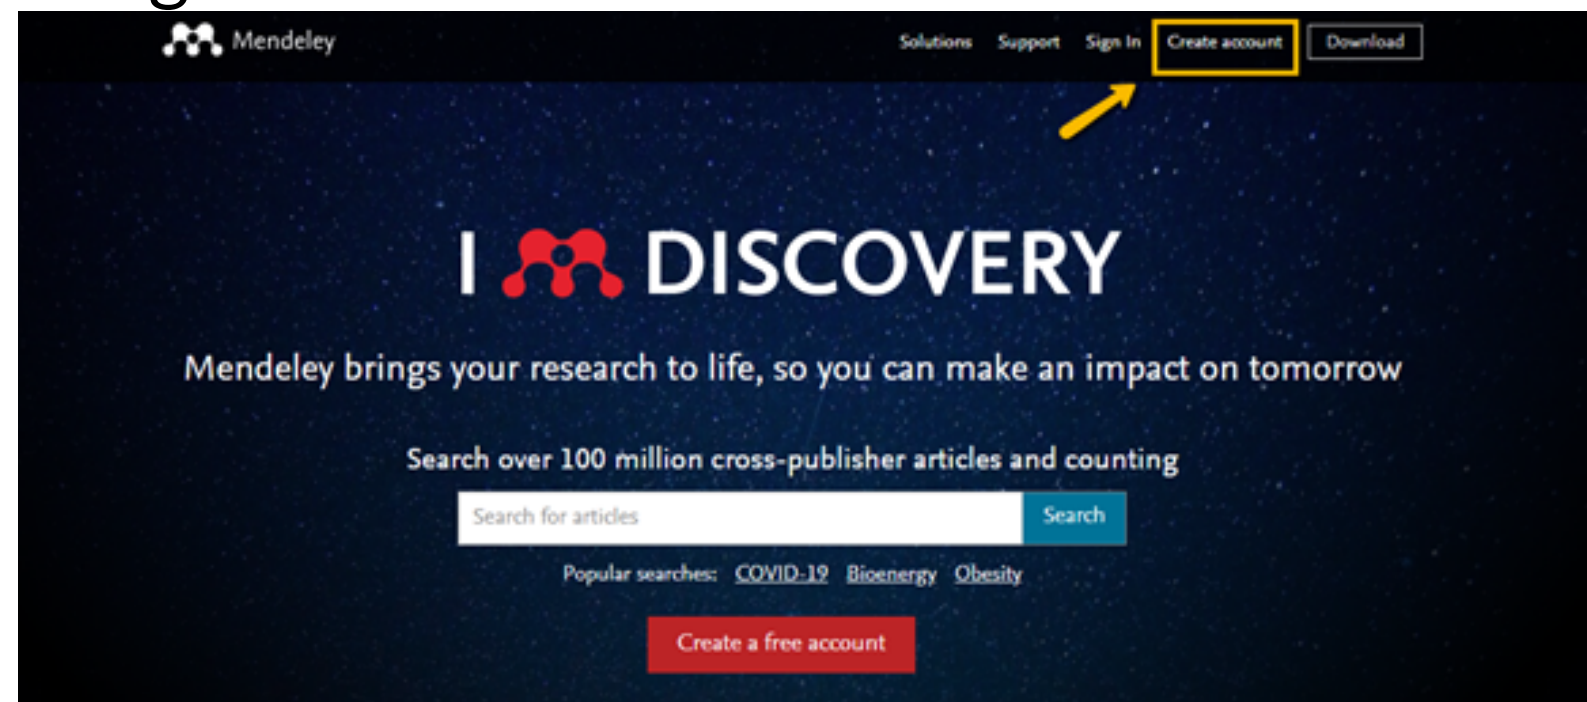 Mendeley
Solutions Support Sign In Create account Download
I DISCOVERY
Mendeley brings your research to life, so you can make an impact on tomorrow
Search over 100 million cross-publisher articles and counting
Search for articles Search
Popular searches: COVID-19 Bioenergy Obesity
Create a free account